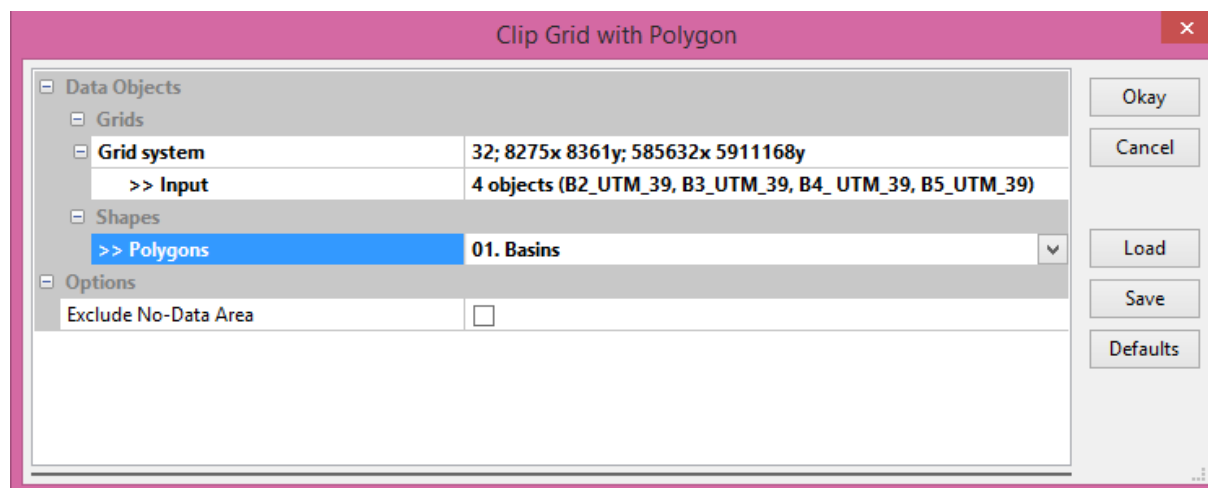 Clip Grid with Polygon
Data Objects
Grids
Grid system 32; 8275x 8361y; 585632x 5911168y
>> Input 4 objects (B2_UTM_39, B3_UTM_39, B4_ UTM_39, B5_UTM_39)
Shapes
>> Polygons 01. Basins
Options
Exclude No-Data Area
Okay
Cancel
Load
Save
Defaults